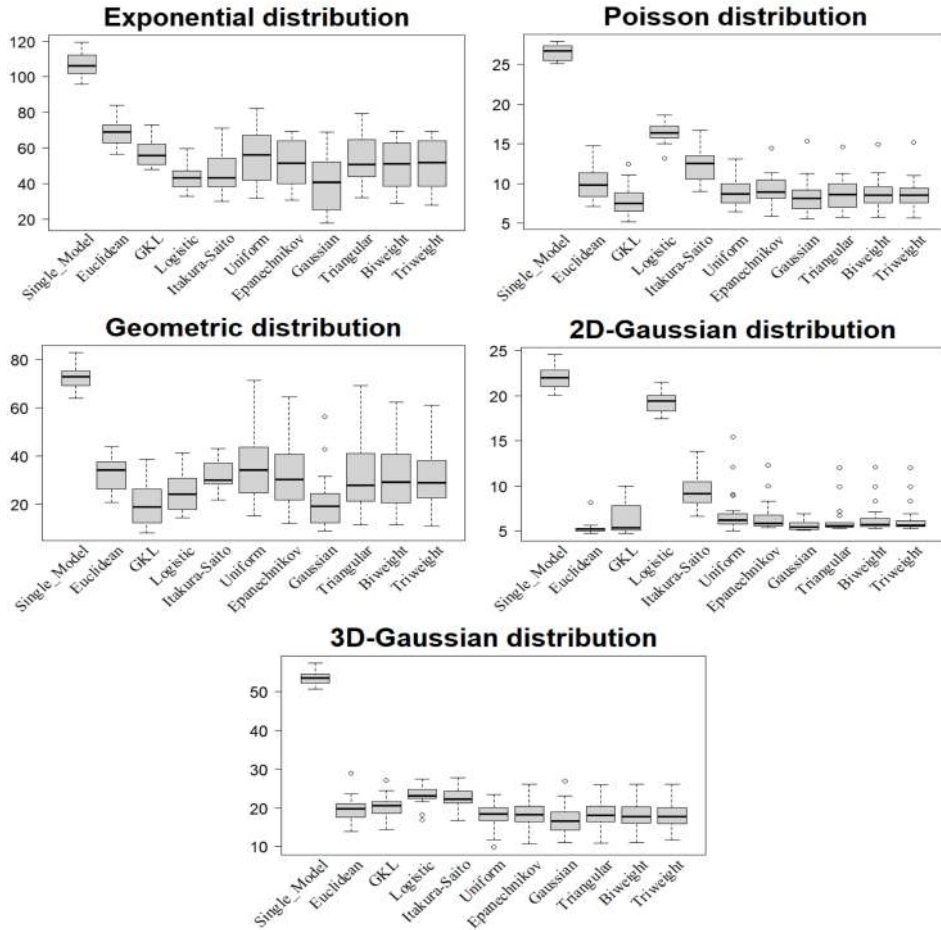 Exponential distribution
120
100
80
60
40
20
Single_Model
Euclidean
GKL
Logistic
Itakura-Saito
Uniform
Epanechnikov
Gaussian
Triangular
Biweight
Triweight
Poisson distribution
25
20
15
10
5
Single_Model
Euclidean
GKL
Logistic
Itakura-Saito
Uniform
Epanechnikov
Gaussian
Triangular
Biweight
Triweight
Geometric distribution
80
60
40
20
Single_Model
Euclidean
GKL
Logistic
Itakura-Saito
Uniform
Epanechnikov
Gaussian
Triangular
Biweight
Triweight
2D-Gaussian distribution
25
20
15
10
5
Single_Model
Euclidean
GKL
Logistic
Itakura-Saito
Uniform
Epanechnikov
Gaussian
Triangular
Biweight
Triweight
3D-Gaussian distribution
50
40
30
20
10
Single_Model
Euclidean
GKL
Logistic
Itakura-Saito
Uniform
Epanechnikov
Gaussian
Triangular
Biweight
Triweight